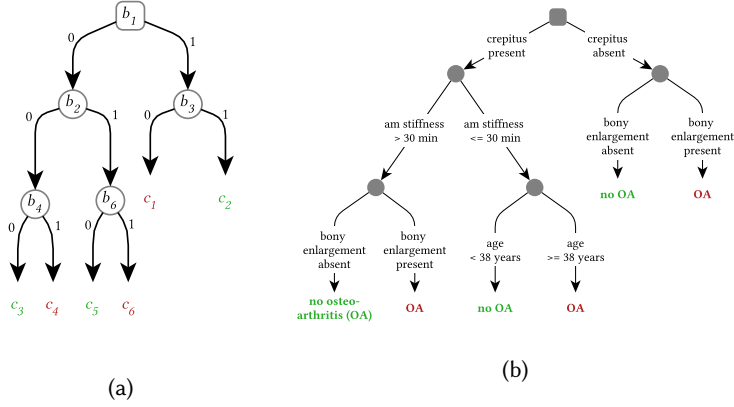 b1
0
1
b2
b3
0
1
0
1
c1
c2
b4
b6
0
1
0
1
c3
c4
c5
c6
(a)
crepitus
present
crepitus
absent
am stiffness
> 30 min
am stiffness
<= 30 min
bony
enlargement
absent
bony
enlargement
present
no OA
OA
bony
enlargement
absent
bony
enlargement
present
age
< 38 years
age
>= 38 years
no osteo-
arthritis (OA)
OA
no OA
OA
(b)